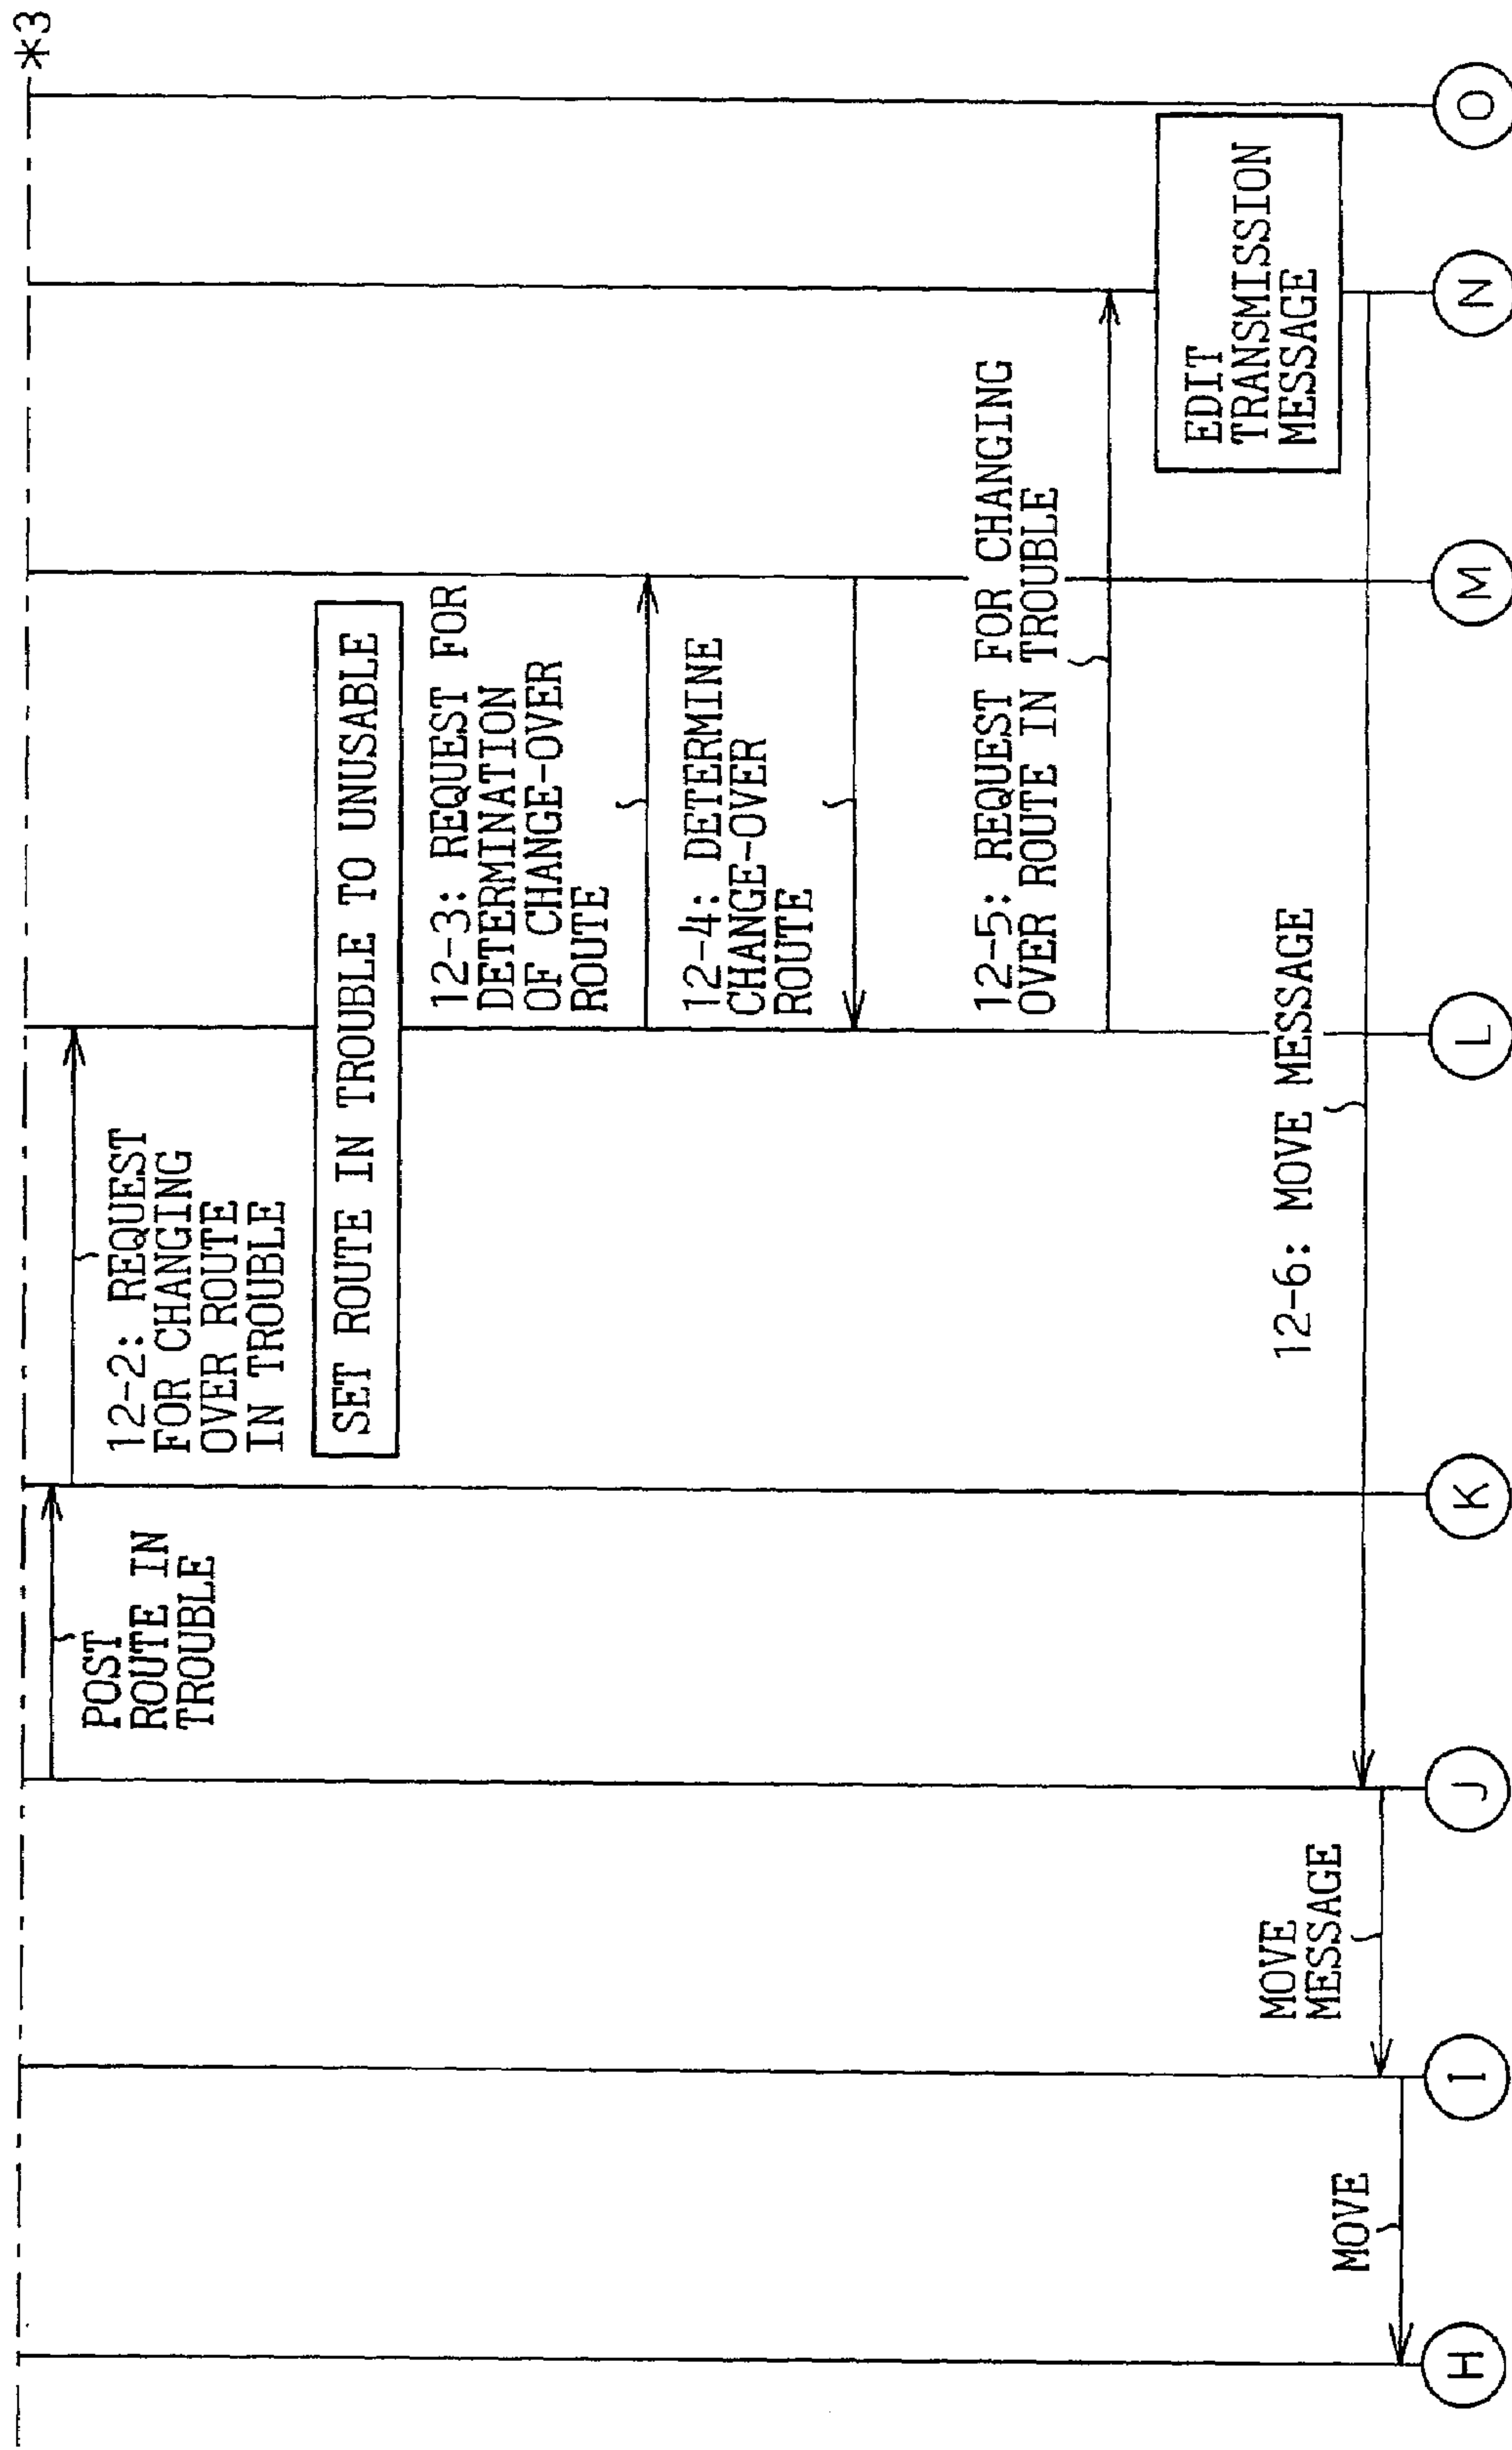 *3
POST
ROUTE IN
TROUBLE
12-2: REQUEST
FOR CHANGING
OVER ROUTE
IN TROUBLE
SET ROUTE IN TROUBLE TO UNUSABLE
12-3: REQUEST FOR
DETERMINATION
OF CHANGE-OVER
ROUTE
12-4: DETERMINE
CHANGE-OVER
ROUTE
12-5: REQUEST FOR CHANGING
OVER ROUTE IN TROUBLE
EDIT
TRANSMISSION
MESSAGE
12-6: MOVE MESSAGE
MOVE
MESSAGE
MOVE
H
I
J
K
L
M
N
O